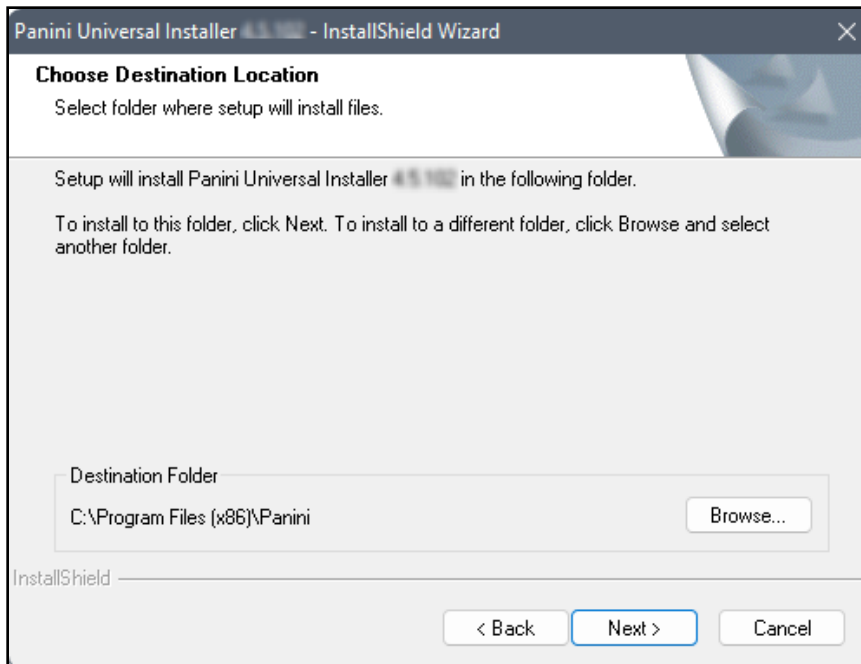 Panini Universal Installer - InstallShield Wizard
Choose Destination Location
Select folder where setup will install files.
Setup will install Panini Universal Installer in the following folder.
To install to this folder, click Next. To install to a different folder, click Browse and select
another folder.
Destination Folder
C:\Program Files (x86)\Panini
Browse...
InstallShield
< Back
Next >
Cancel